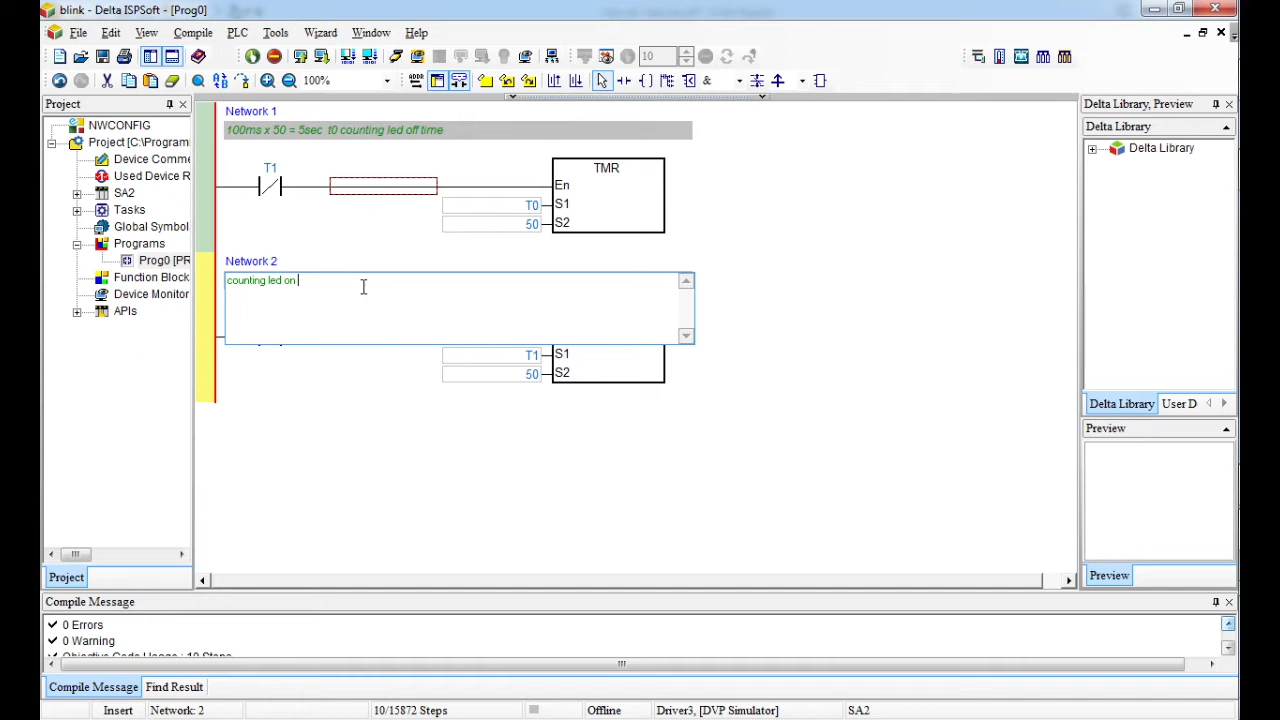 blink - Delta ISPSoft - [Prog0]
File Edit View Compile PLC Tools Wizard Window Help
10
100%
&
Project
NWCONFIG
Project [C:\Program
Device Comme
Used Device R
SA2
Tasks
Global Symbol
Programs
Prog0 [PR
Function Block
Device Monitor
APIs
Project
Network 1
100ms x 50 = 5sec t0 counting led off time
T1
TMR
En
T0 S1
50 S2
Network 2
counting led on
T1 S1
50 S2
Delta Library, Preview
Delta Library
Delta Library
Delta Library User D
Preview
Preview
Compile Message
0 Errors
0 Warning
Compile Message Find Result
Insert Network: 2 10/15872 Steps Offline Driver3, [DVP Simulator] SA2